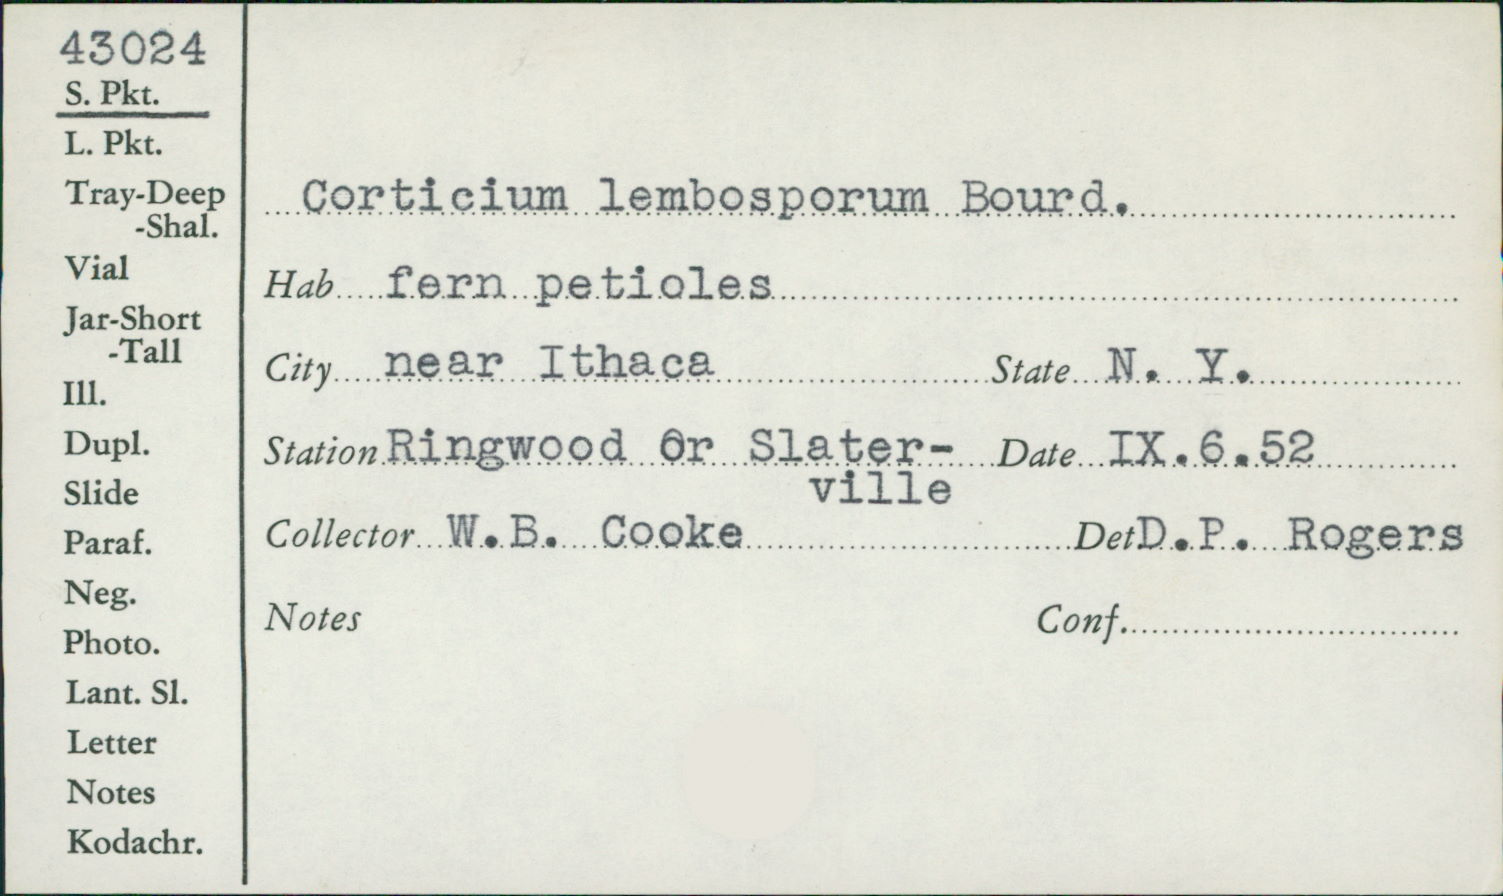 43024
S. Pkt.
L. Pkt.
Tray-Deep
-Shal.
Vial
Jar-Short
-Tall
Ill.
Dupl.
Slide
Paraf.
Neg.
Photo.
Lant. Sl.
Letter
Notes
Kodachr.
Corticium lembosporum Bourd.
Hab fern petioles
City near Ithaca State N. Y.
Station Ringwood or Slater- Date IX.6.52
ville
Collector W.B. Cooke Det D.P. Rogers
Notes Conf.